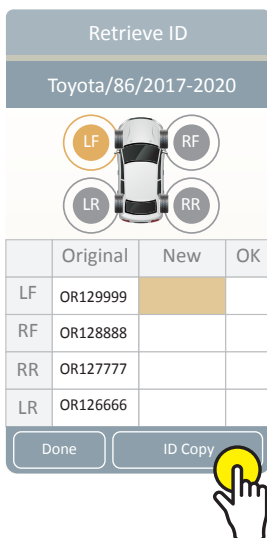 Retrieve ID
Toyota/86/2017-2020
LF RF
LR RR
Original New OK
LF OR129999
RF OR128888
RR OR127777
LR OR126666
Done ID Copy